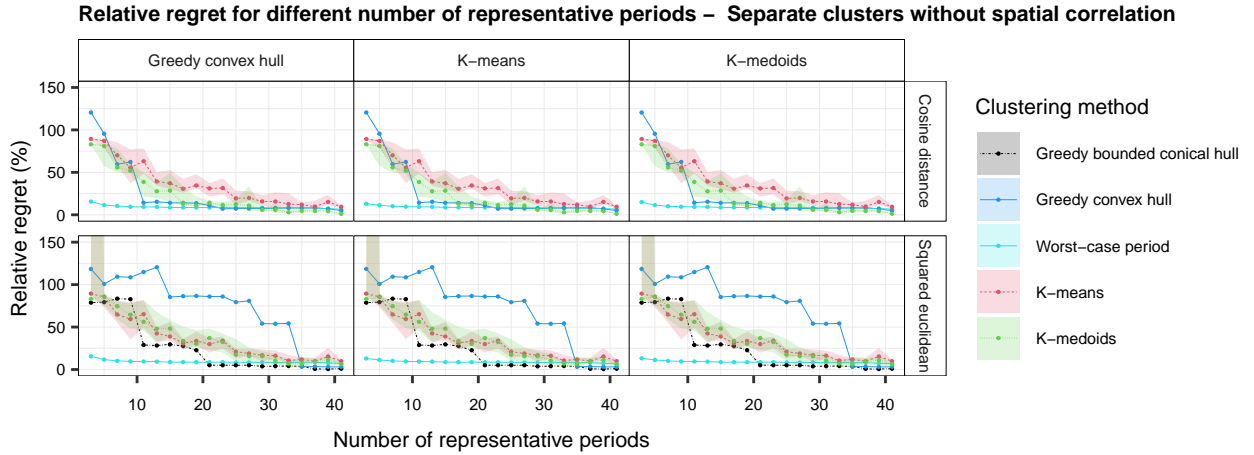 Relative regret for different number of representative periods – Separate clusters without spatial correlation
Greedy convex hull
K−means
K−medoids
Relative regret (%)
150
100
50
0
Cosine distance
150
100
50
0
Squared euclidean
10 20 30 40
10 20 30 40
10 20 30 40
Number of representative periods
Clustering method
Greedy bounded conical hull
Greedy convex hull
Worst−case period
K−means
K−medoids